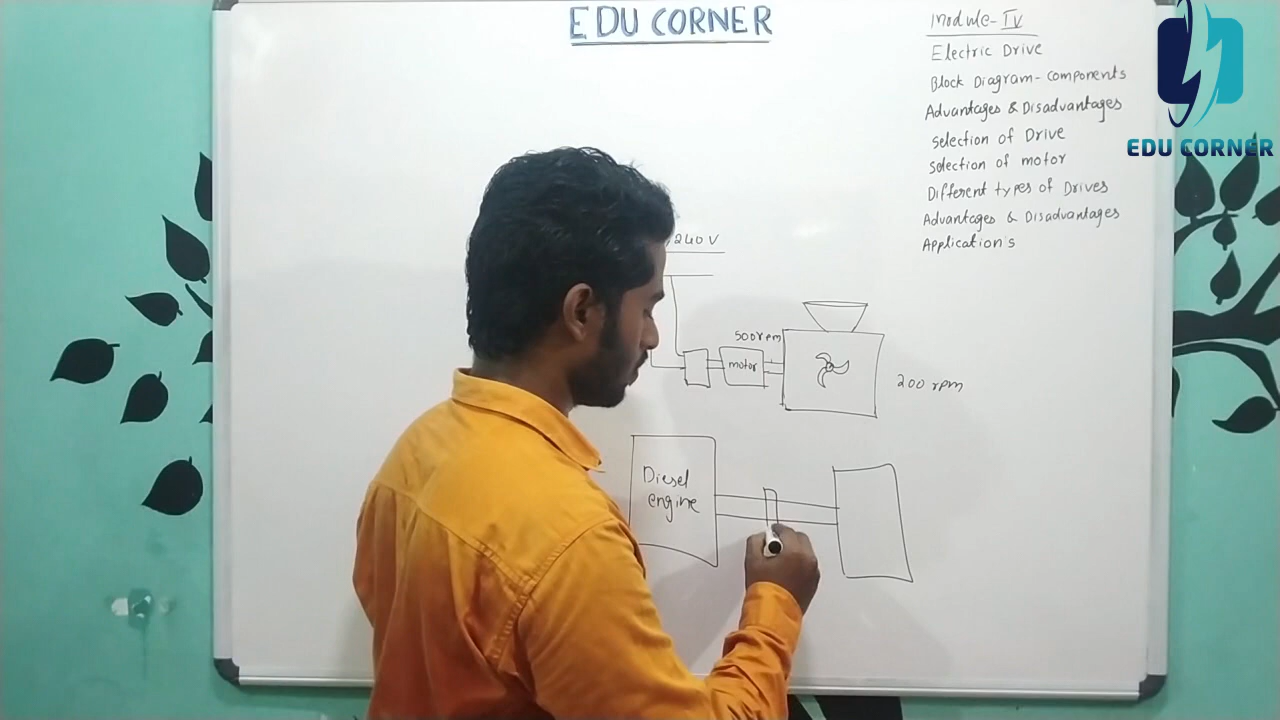 EDU CORNER
Module-IV
Electric Drive
Block Diagram-components
Advantages & Disadvantages
Selection of Drive
Selection of motor
Different types of Drives
Advantages & Disadvantages
Application's
EDU CORNER
240V
500rpm
motor
200 rpm
Diesel
engine